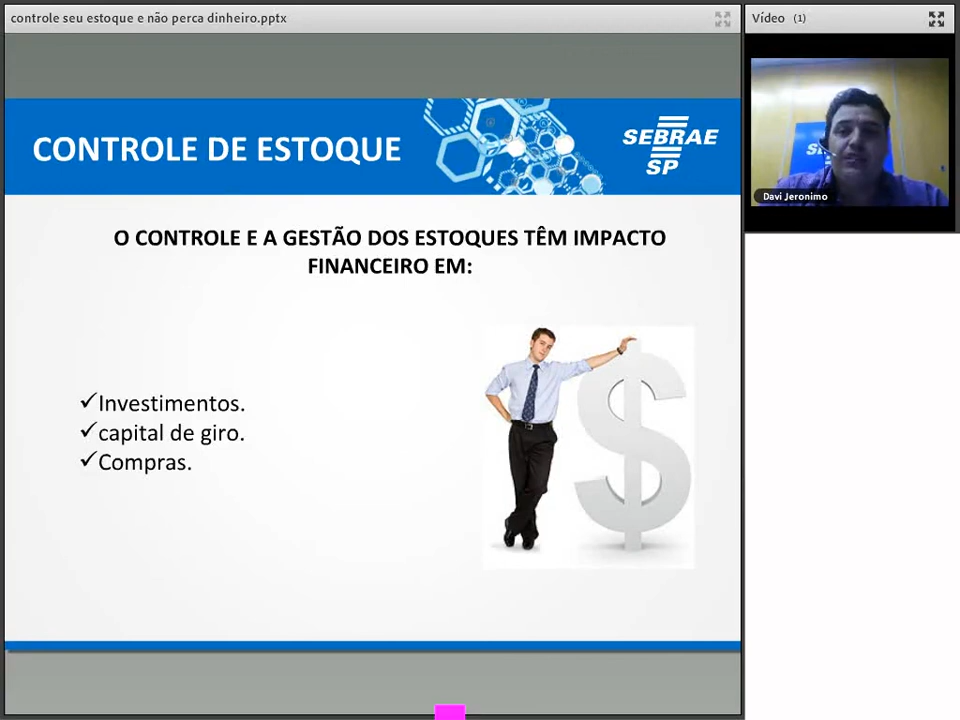 controle seu estoque e não perca dinheiro.pptx
Vídeo (1)
CONTROLE DE ESTOQUE
SEBRAE
SP
Davi Jeronimo
O CONTROLE E A GESTÃO DOS ESTOQUES TÊM IMPACTO
FINANCEIRO EM:
✓Investimentos.
✓capital de giro.
✓Compras.